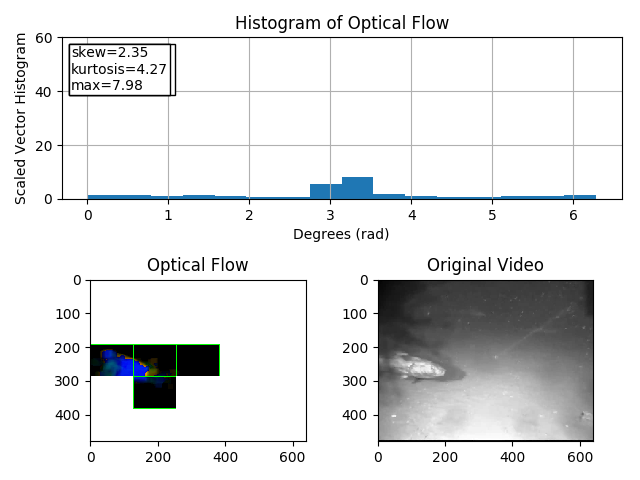 Histogram of Optical Flow
Scaled Vector Histogram
60
40
20
0
skew=2.35
kurtosis=4.27
max=7.98
0 1 2 3 4 5 6
Degrees (rad)
Optical Flow
0
100
200
300
400
0 200 400 600
Original Video
0
100
200
300
400
0 200 400 600